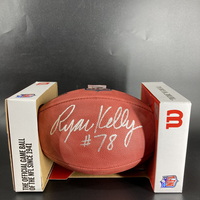 Ryan Kelly
#78
THE OFFICIAL GAME BALL
OF THE NFL SINCE 1941